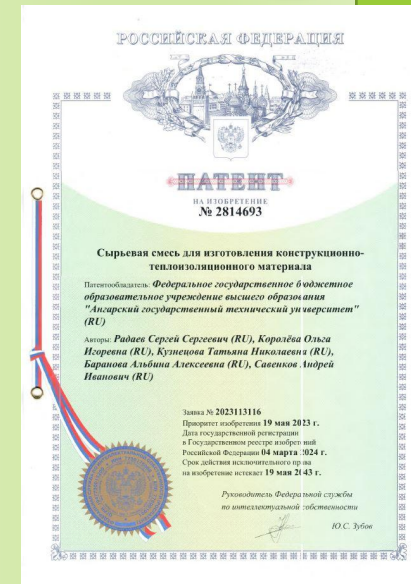 РОССИЙСКАЯ ФЕДЕРАЦИЯ
ПАТЕНТ
НА ИЗОБРЕТЕНИЕ
№ 2814693
Сырьевая смесь для изготовления конструкционно-
теплоизоляционного материала
Патентообладатель: Федеральное государственное бюджетное
образовательное учреждение высшего образования
"Ангарский государственный технический университет"
(RU)
Авторы: Радаев Сергей Сергеевич (RU), Королёва Ольга
Игоревна (RU), Кузнецова Татьяна Николаевна (RU),
Баранова Альбина Алексеевна (RU), Савенков Андрей
Иванович (RU)
Заявка № 2023113116
Приоритет изобретения 19 мая 2023 г.
Дата государственной регистрации
в Государственном реестре изобретений
Российской Федерации 04 марта 2024 г.
Срок действия исключительного права
на изобретение истекает 19 мая 2043 г.
Руководитель Федеральной службы
по интеллектуальной собственности
Ю.С. Зубов